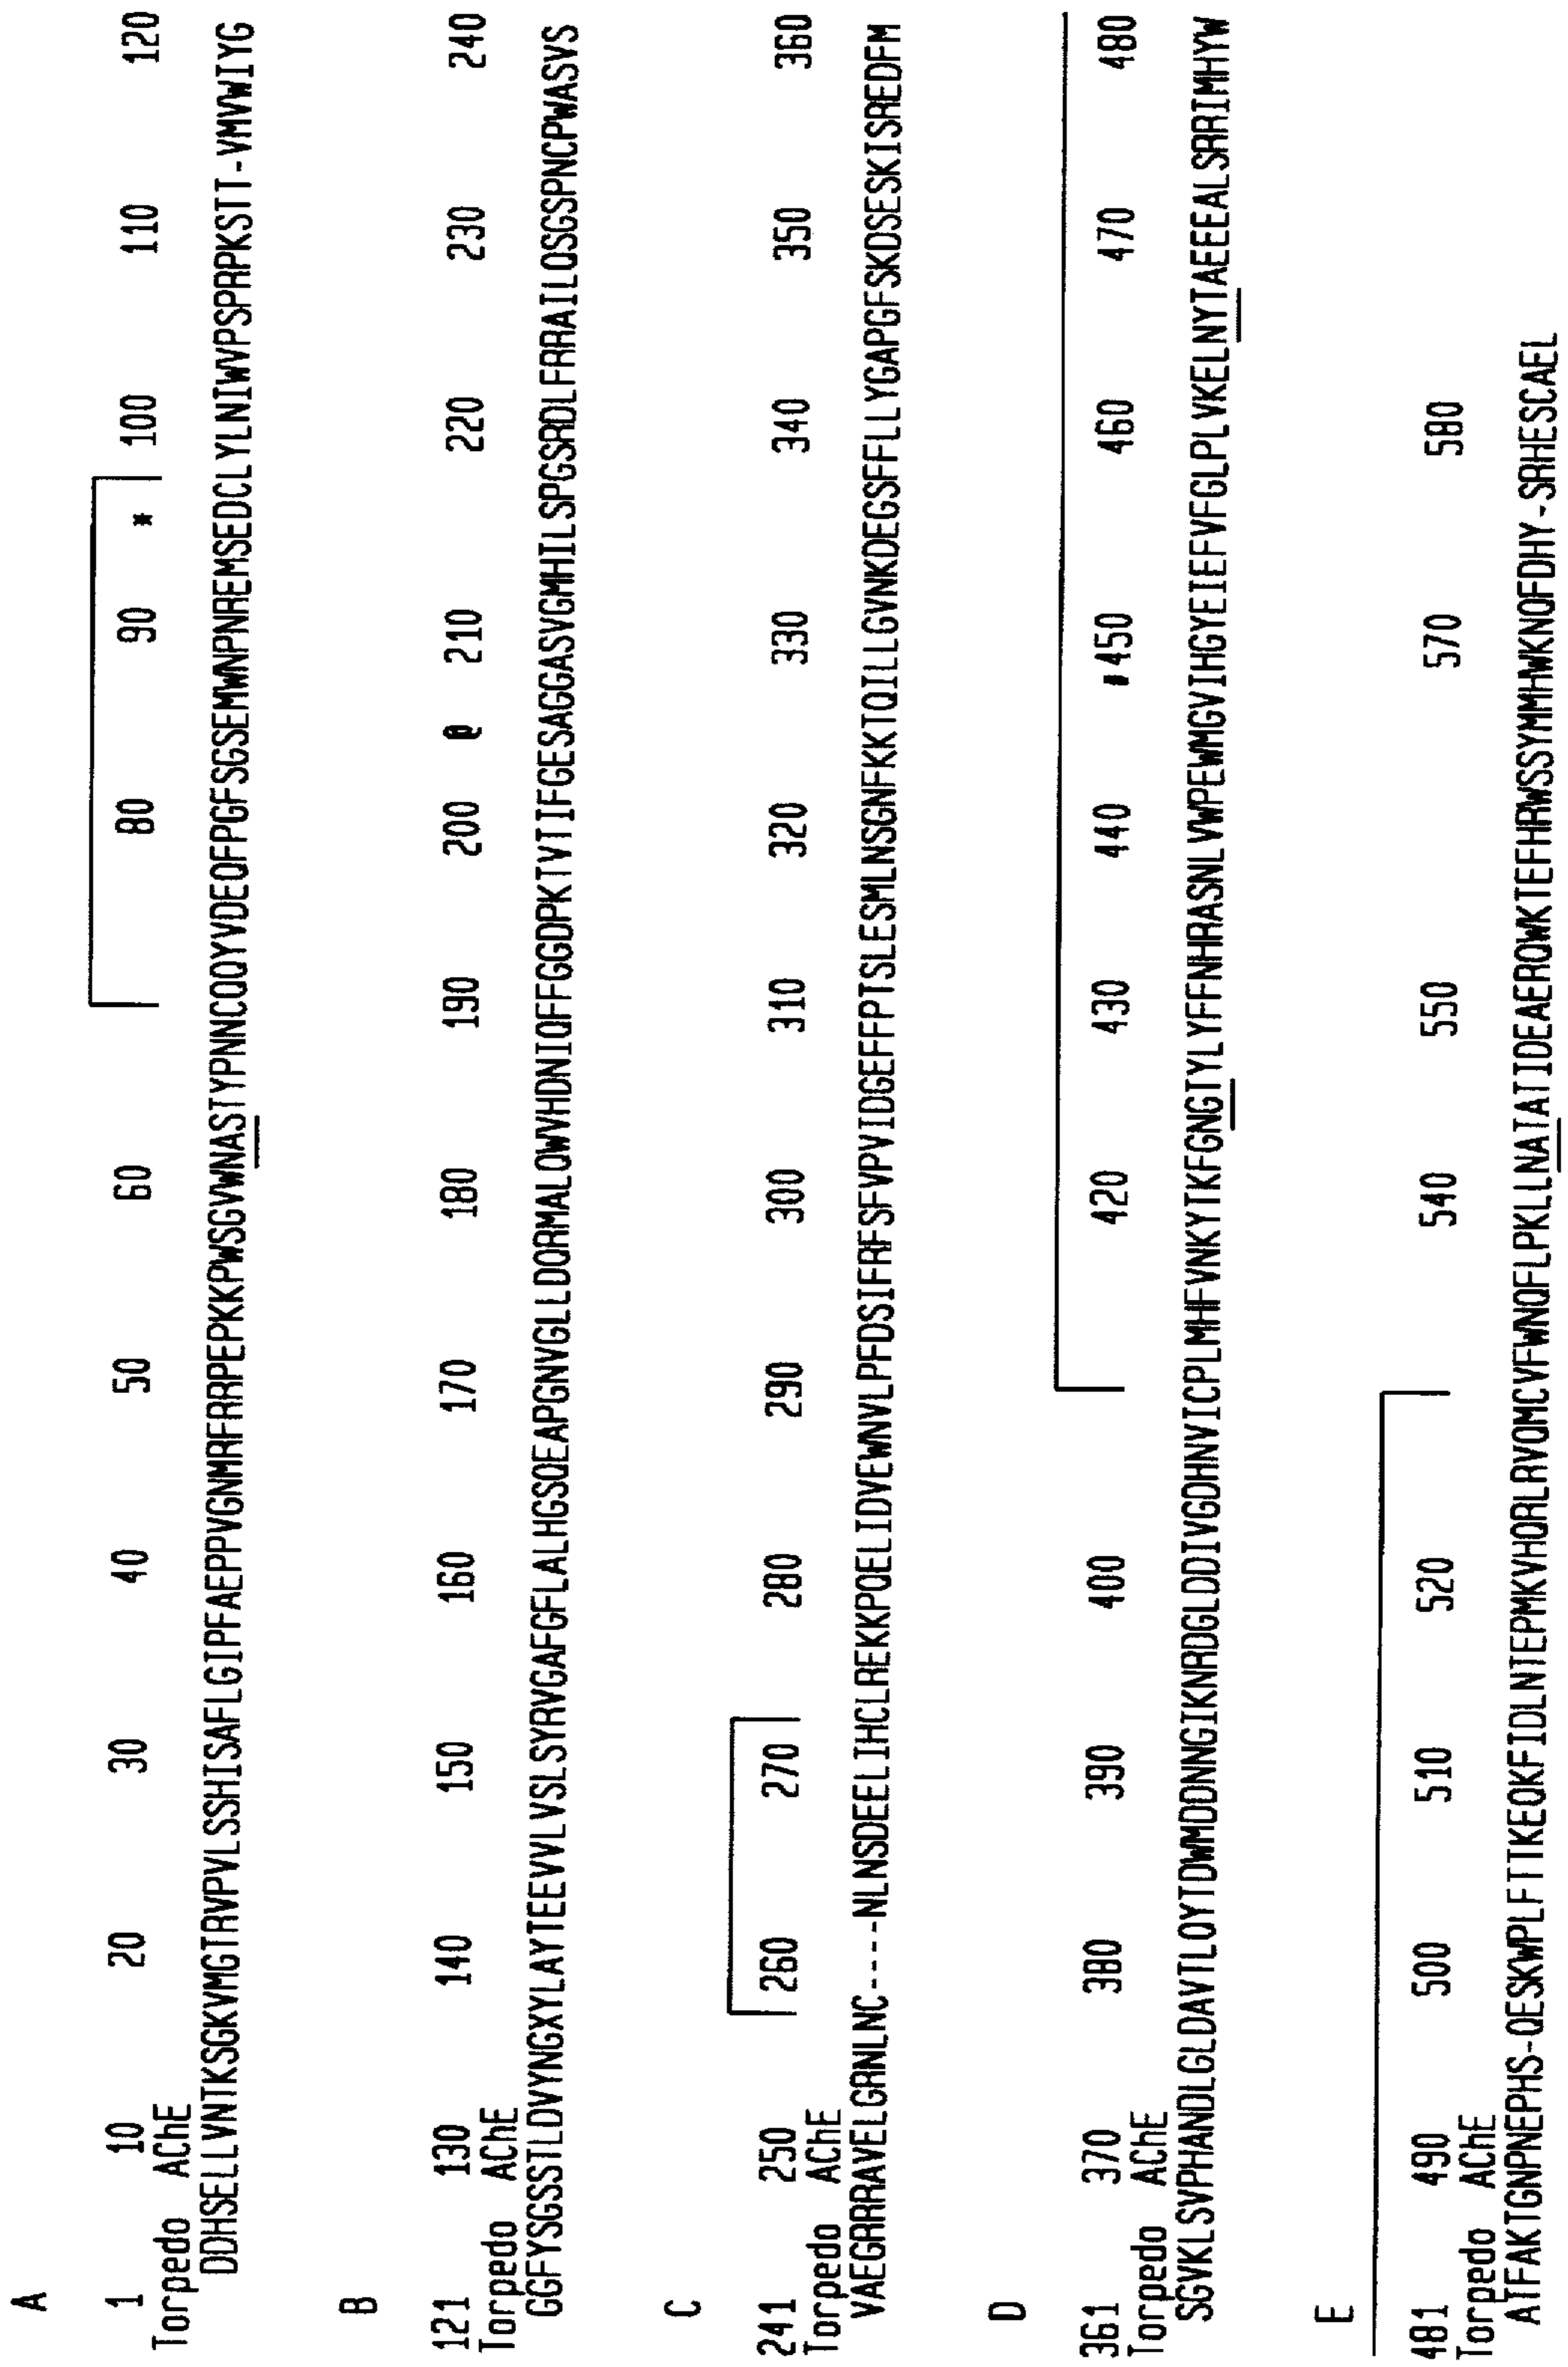 A
1 10 20 30 40 50 60 80 90 * 100 110 120
Torpedo AChE
DDHSELLVNTKSGKVMGTRVPVLSSHISAFLGIPFAEPPVGNMRFRRPEPKKPWSGVWNASTYPNNCQQYVDEQFPGFSGSEMWNPNREMSEDCLYLNIWVPSPRPKSTT-VMVWIYG
B
121 130 140 150 160 170 180 190 200 @ 210 220 230 240
Torpedo AChE
GGFYSGSSTLDVYNGXYLAYTEEVVLVSLSYRVGAFGFLALHGSQEAPGNVGLLDQRMALQWVHDNIQFFGGDPKTVTIFGESAGGASVGMHILSPGSRDLFRRAILQSGSPNCPWASVS
C
241 250 260 270 280 290 300 310 320 330 340 350 360
Torpedo AChE
VAEGRRRAVELGRNLNC----NLNSDEELIHCLREKKPQELIDVEWNVLPFDSIFRFSFVPVIDGEFFPTSLESMLNSGNFKKTQILLGVNKDEGSFFLLYGAPGFSKDSESKISREDFM
D
361 370 380 390 400 420 430 440 #450 460 470 480
Torpedo AChE
SGVKLSVPHANDLGLDAVTLQYTDWMDDNNGIKNRDGLDDIVGDHNVICPLMHFVNKYTKFGNGTYLYFFNHRASNLVWPEWMGVIHGYEIEFVFGLPLVKELNYTAEEEALSRRIMHYW
E
481 490 500 510 520 540 550 570 580
Torpedo AChE
ATFAKTGNPNEPHS-QESKWPLFTTKEQKFIDLNTEPMKVHQRLRVQMCVFWNQFLPKLLNATATIDEAERQWKTEFHRWSSYMMHWKNQFDHY-SRHESCAEL